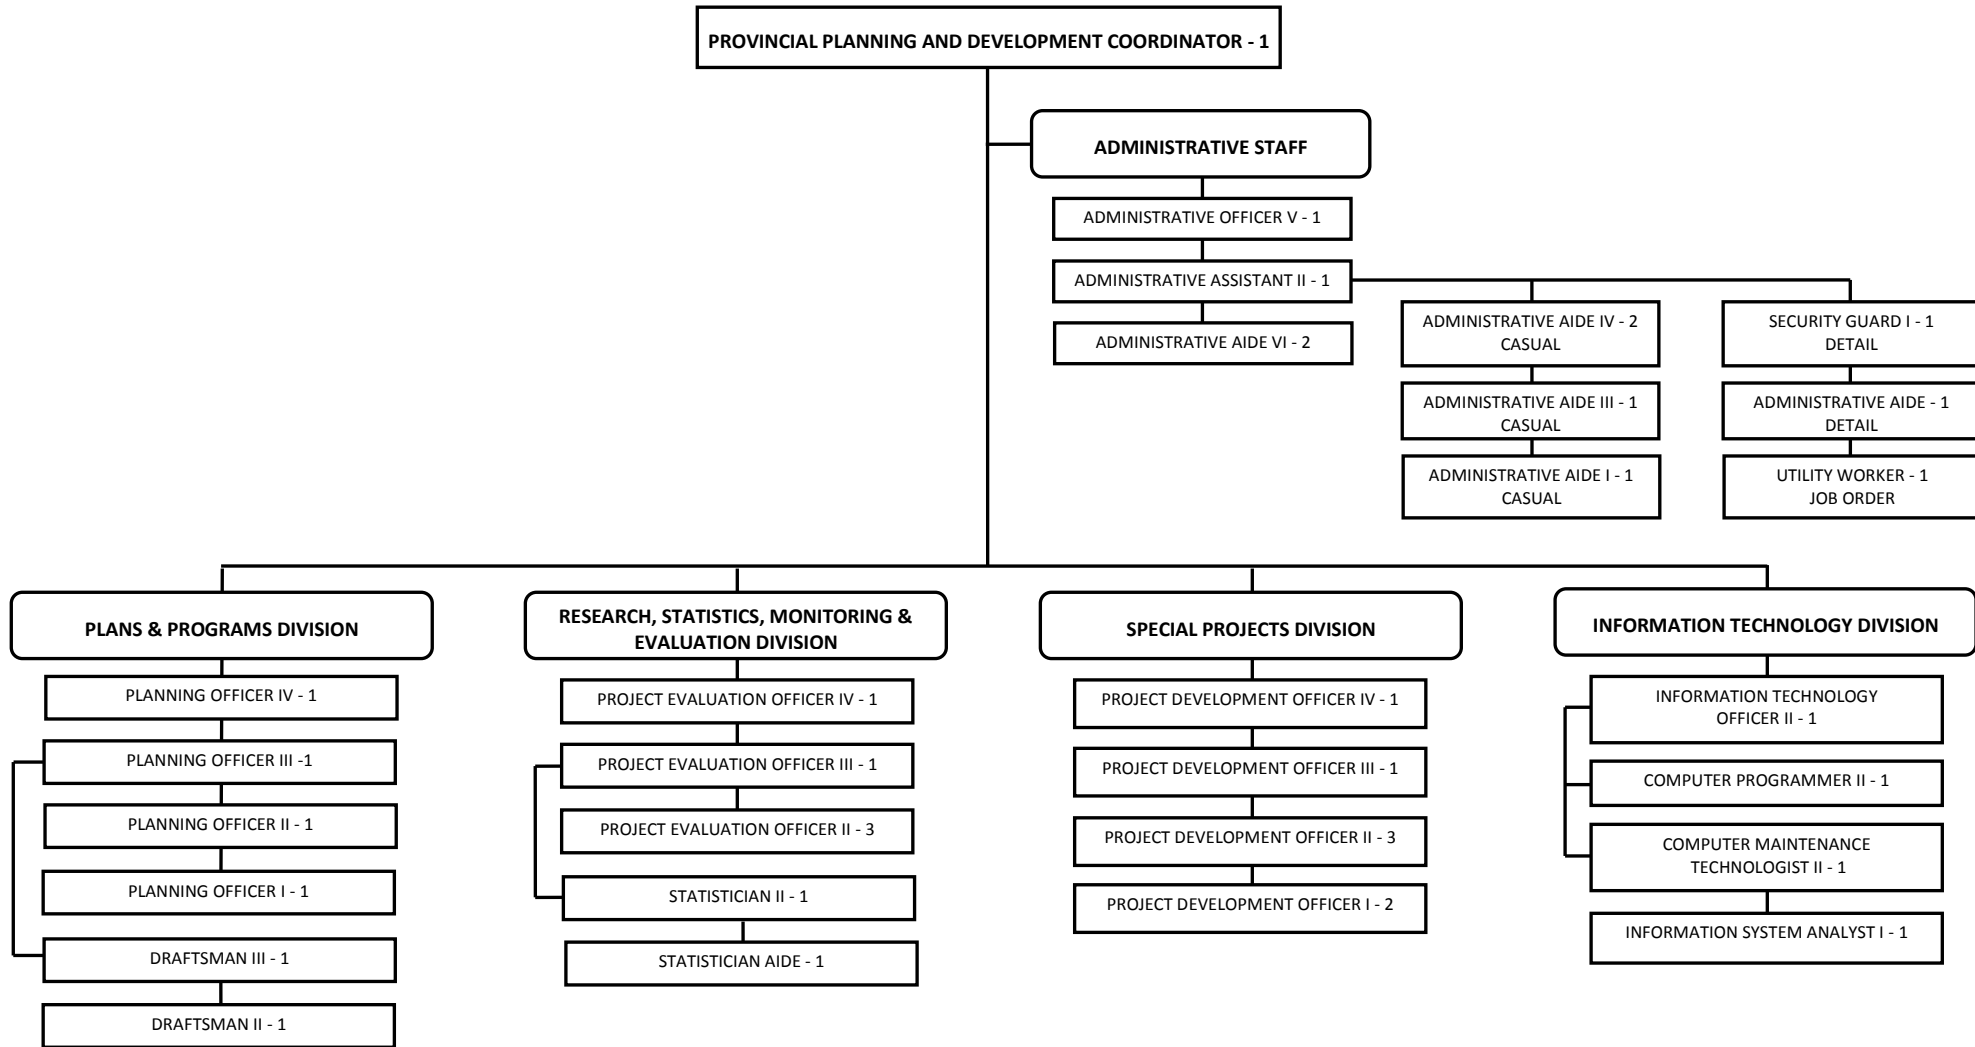 PROVINCIAL PLANNING AND DEVELOPMENT COORDINATOR - 1
ADMINISTRATIVE STAFF
ADMINISTRATIVE OFFICER V - 1
ADMINISTRATIVE ASSISTANT II - 1
ADMINISTRATIVE AIDE VI - 2
ADMINISTRATIVE AIDE IV - 2
CASUAL
ADMINISTRATIVE AIDE III - 1
CASUAL
ADMINISTRATIVE AIDE I - 1
CASUAL
SECURITY GUARD I - 1
DETAIL
ADMINISTRATIVE AIDE - 1
DETAIL
UTILITY WORKER - 1
JOB ORDER
PLANS & PROGRAMS DIVISION
PLANNING OFFICER IV - 1
PLANNING OFFICER III -1
PLANNING OFFICER II - 1
PLANNING OFFICER I - 1
DRAFTSMAN III - 1
DRAFTSMAN II - 1
RESEARCH, STATISTICS, MONITORING &
EVALUATION DIVISION
PROJECT EVALUATION OFFICER IV - 1
PROJECT EVALUATION OFFICER III - 1
PROJECT EVALUATION OFFICER II - 3
STATISTICIAN II - 1
STATISTICIAN AIDE - 1
SPECIAL PROJECTS DIVISION
PROJECT DEVELOPMENT OFFICER IV - 1
PROJECT DEVELOPMENT OFFICER III - 1
PROJECT DEVELOPMENT OFFICER II - 3
PROJECT DEVELOPMENT OFFICER I - 2
INFORMATION TECHNOLOGY DIVISION
INFORMATION TECHNOLOGY
OFFICER II - 1
COMPUTER PROGRAMMER II - 1
COMPUTER MAINTENANCE
TECHNOLOGIST II - 1
INFORMATION SYSTEM ANALYST I - 1